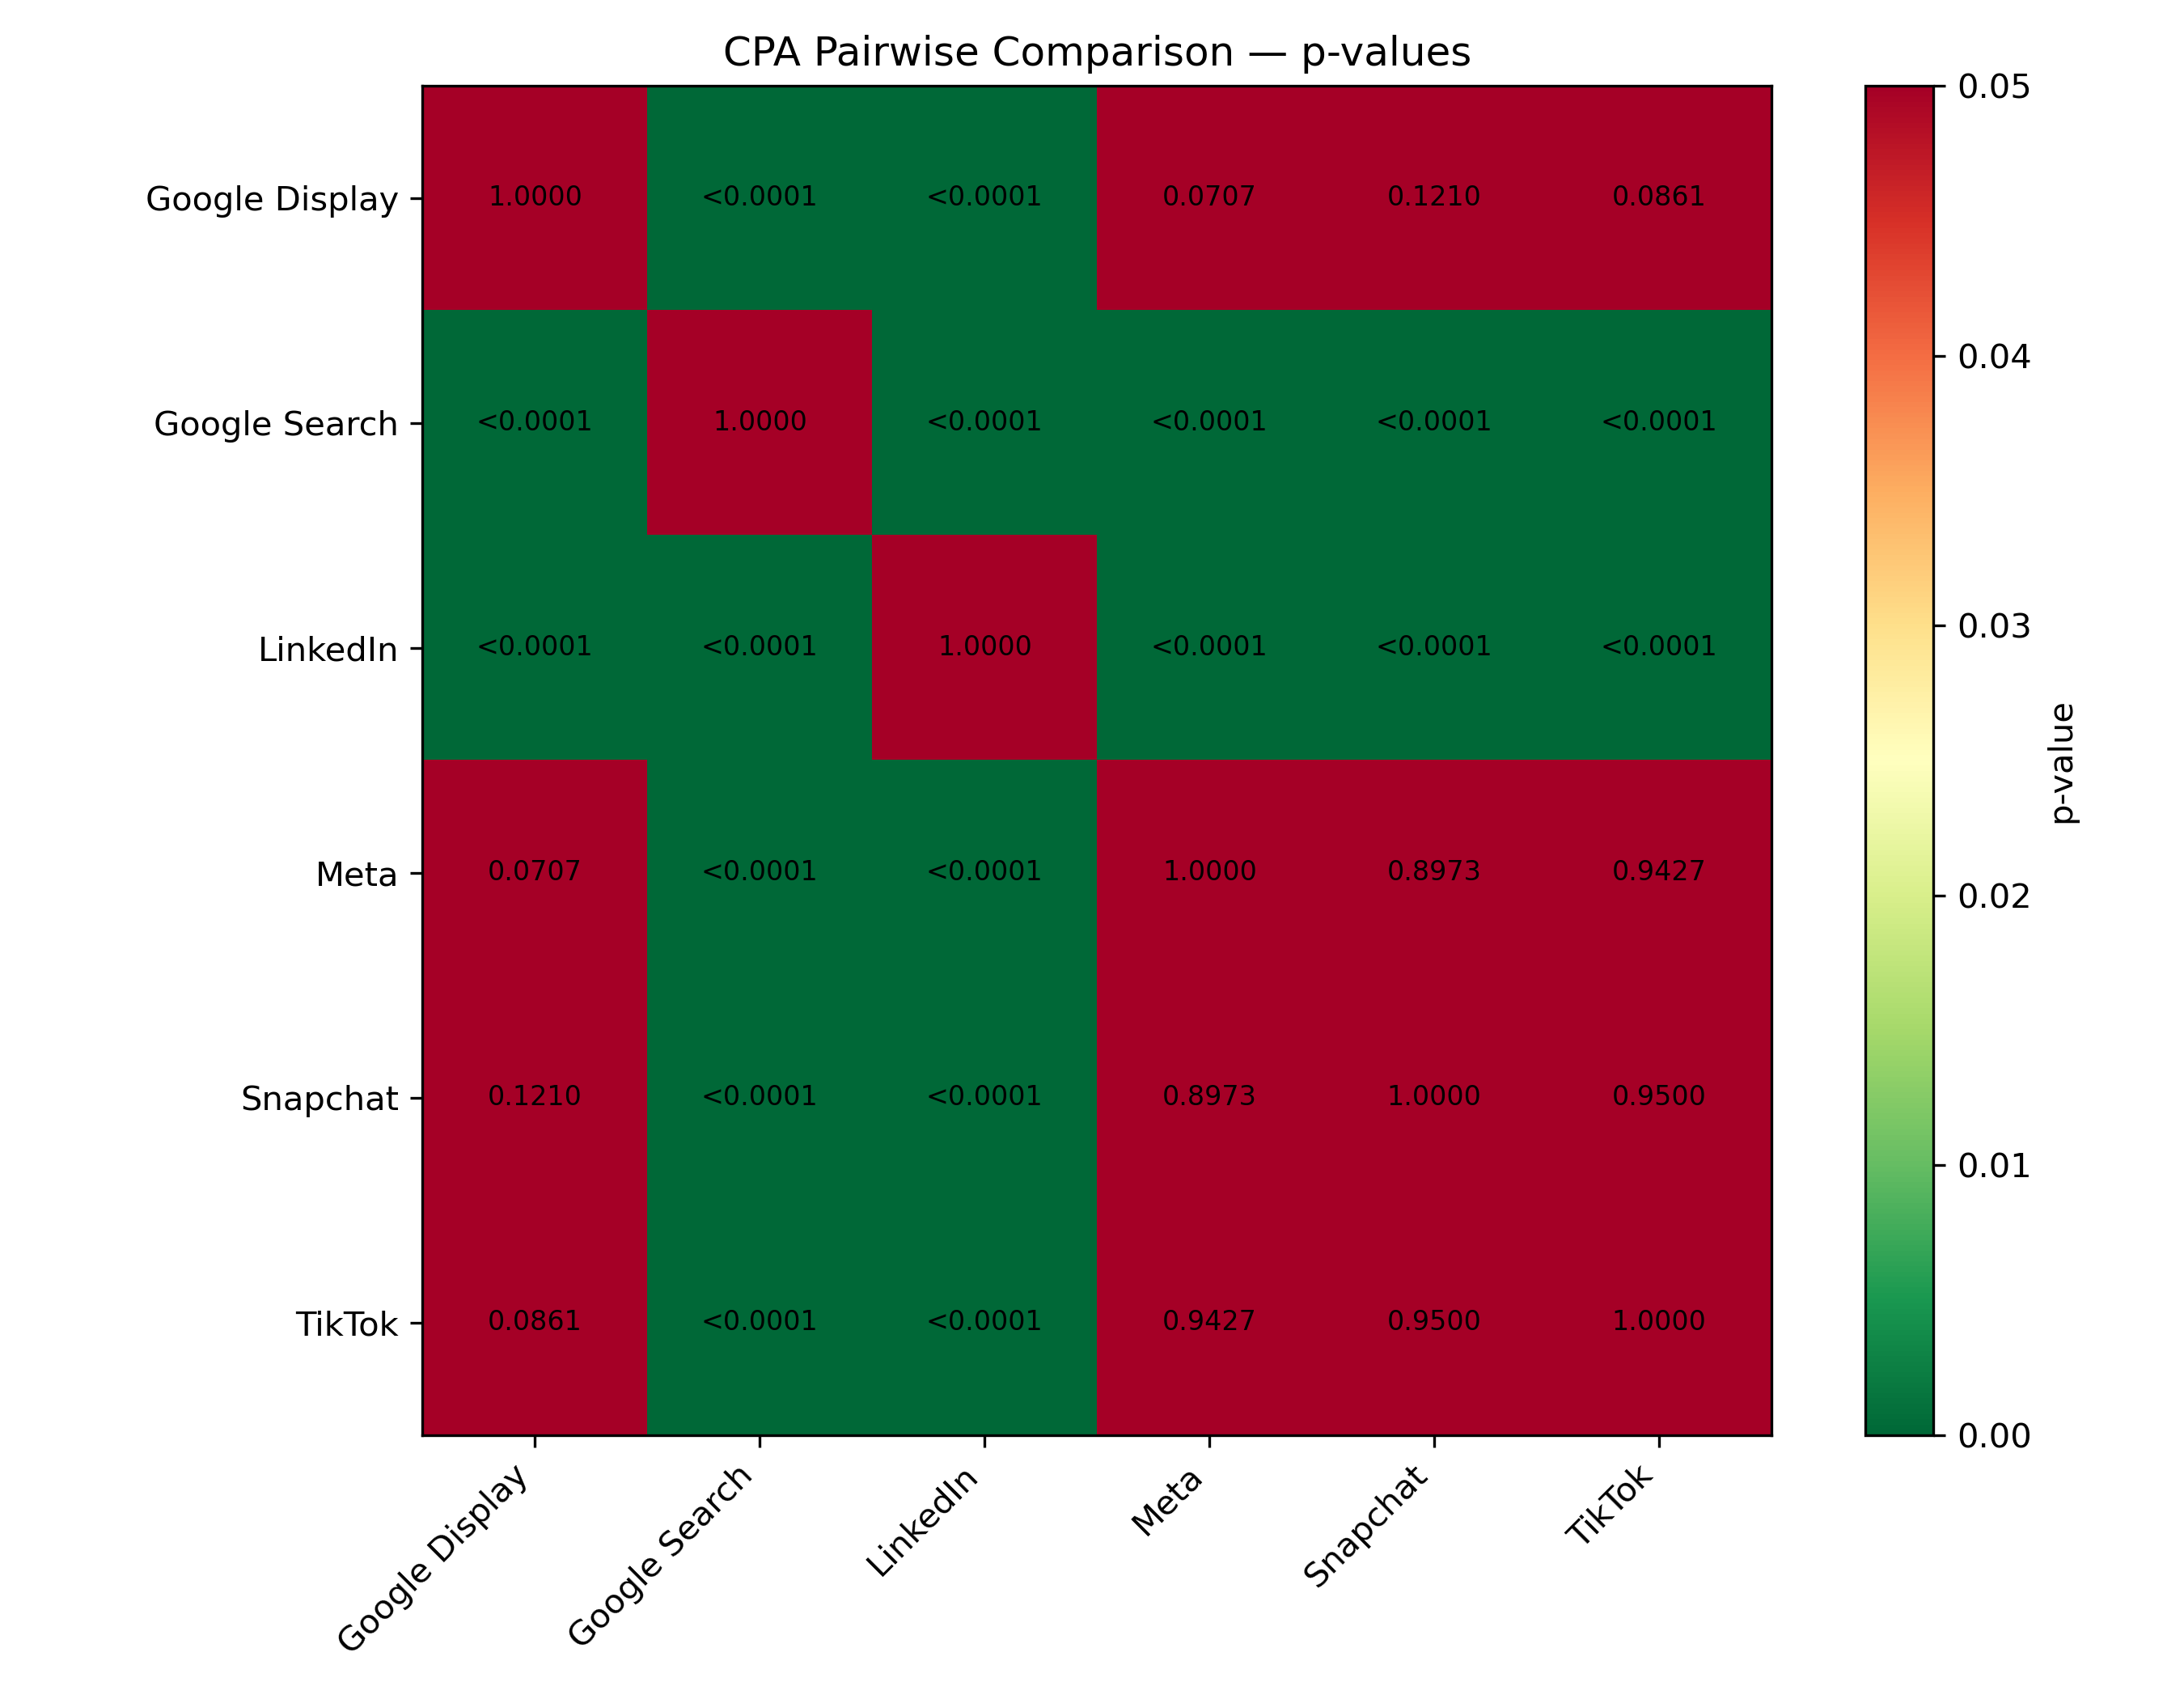 CPA Pairwise Comparison — p-values
Google Display 1.0000 <0.0001 <0.0001 0.0707 0.1210 0.0861
Google Search <0.0001 1.0000 <0.0001 <0.0001 <0.0001 <0.0001
LinkedIn <0.0001 <0.0001 1.0000 <0.0001 <0.0001 <0.0001
Meta 0.0707 <0.0001 <0.0001 1.0000 0.8973 0.9427
Snapchat 0.1210 <0.0001 <0.0001 0.8973 1.0000 0.9500
TikTok 0.0861 <0.0001 <0.0001 0.9427 0.9500 1.0000
Google Display
Google Search
LinkedIn
Meta
Snapchat
TikTok
0.05
0.04
0.03
0.02
0.01
0.00
p-value